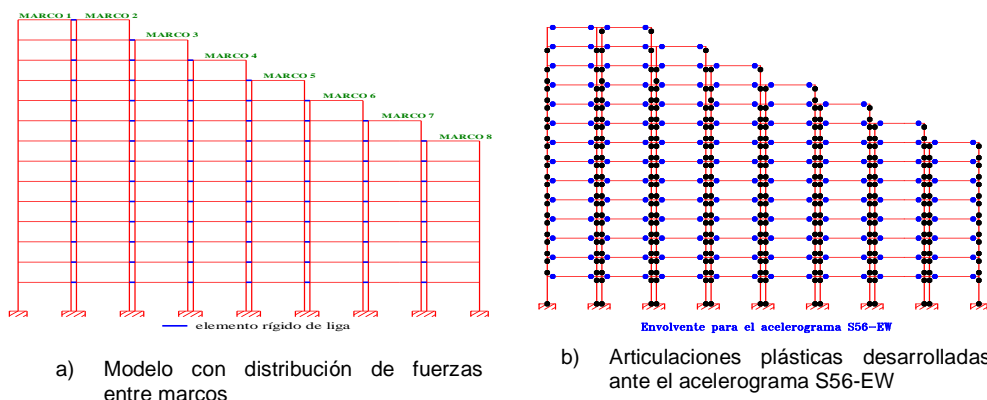 MARCO 1
MARCO 2
MARCO 3
MARCO 4
MARCO 5
MARCO 6
MARCO 7
MARCO 8
elemento rígido de liga
a) Modelo con distribución de fuerzas
entre marcos
Envolvente para el acelerograma S56-EW
b) Articulaciones plásticas desarrolladas
ante el acelerograma S56-EW